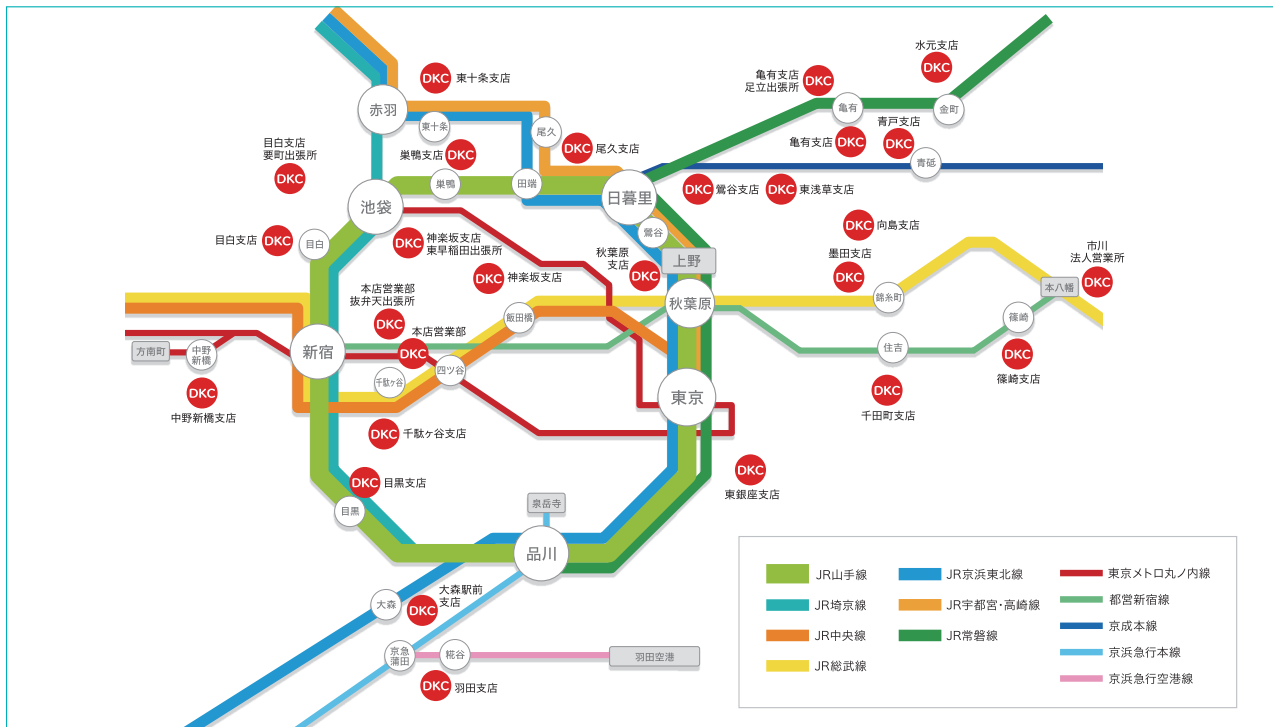 水元支店
DKC
亀有支店
足立出張所
DKC
DKC
東十条支店
赤羽
東十条
尾久
亀有
金町
青戸支店
DKC
亀有支店
DKC
目白支店
要町出張所
DKC
巣鴨支店
DKC
DKC
尾久支店
青砥
池袋
巣鴨
田端
日暮里
DKC
鶯谷支店
DKC
東浅草支店
目白支店
DKC
目白
DKC
神楽坂支店
東早稲田出張所
鶯谷
DKC
向島支店
秋葉原
支店
DKC
上野
墨田支店
DKC
市川
法人営業所
DKC
DKC
神楽坂支店
本店営業部
抜弁天出張所
DKC
飯田橋
秋葉原
錦糸町
本八幡
篠崎
本店営業部
DKC
方南町
中野
新橋
新宿
四ツ谷
千駄ヶ谷
住吉
DKC
篠崎支店
DKC
中野新橋支店
東京
DKC
千田町支店
DKC
千駄ヶ谷支店
DKC
目黒支店
DKC
東銀座支店
目黒
泉岳寺
品川
大森
大森駅前
支店
DKC
京急
蒲田
糀谷
羽田空港
DKC
羽田支店
JR山手線
JR埼京線
JR中央線
JR総武線
JR京浜東北線
JR宇都宮・高崎線
JR常磐線
東京メトロ丸ノ内線
都営新宿線
京成本線
京浜急行本線
京浜急行空港線